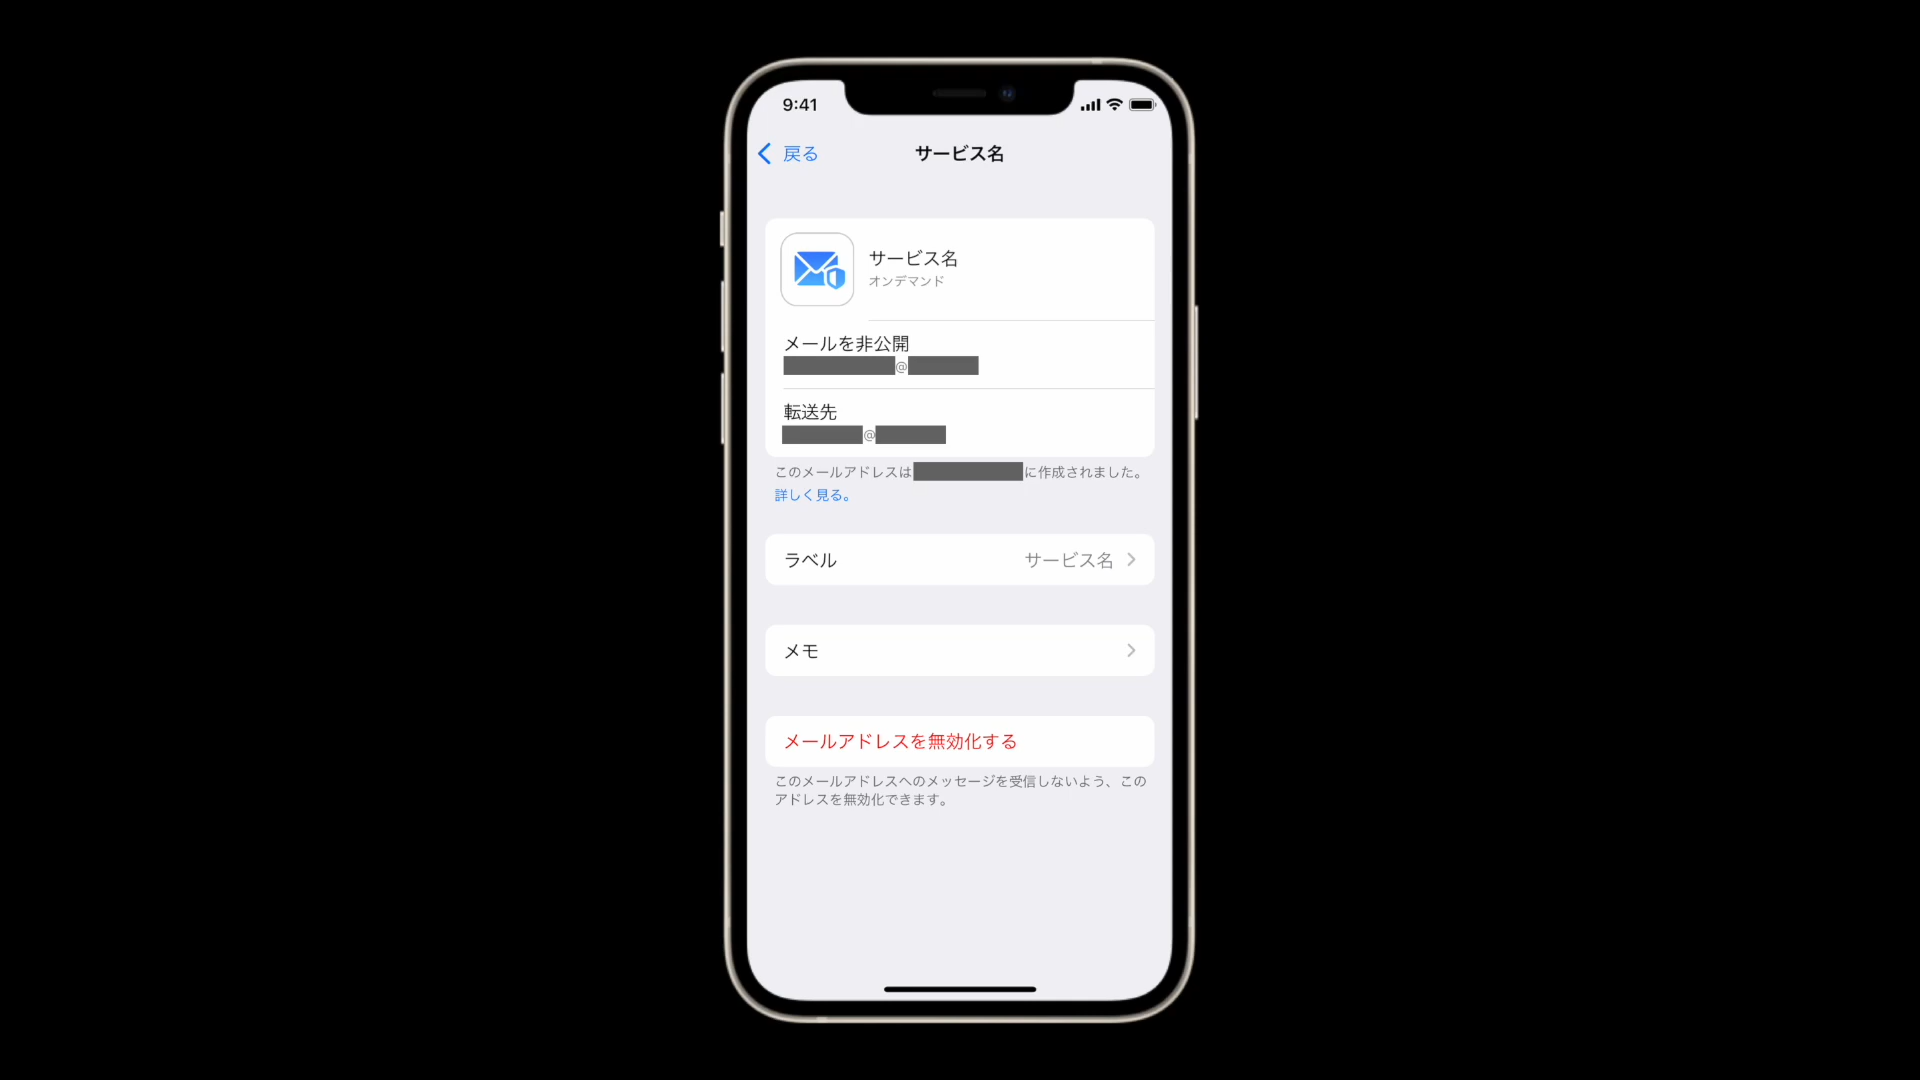 9:41
戻る
サービス名
サービス名
オンデマンド
メールを非公開
@
転送先
@
このメールアドレスは に作成されました。
詳しく見る。
ラベル サービス名
メモ
メールアドレスを無効化する
このメールアドレスへのメッセージを受信しないよう、この
アドレスを無効化できます。